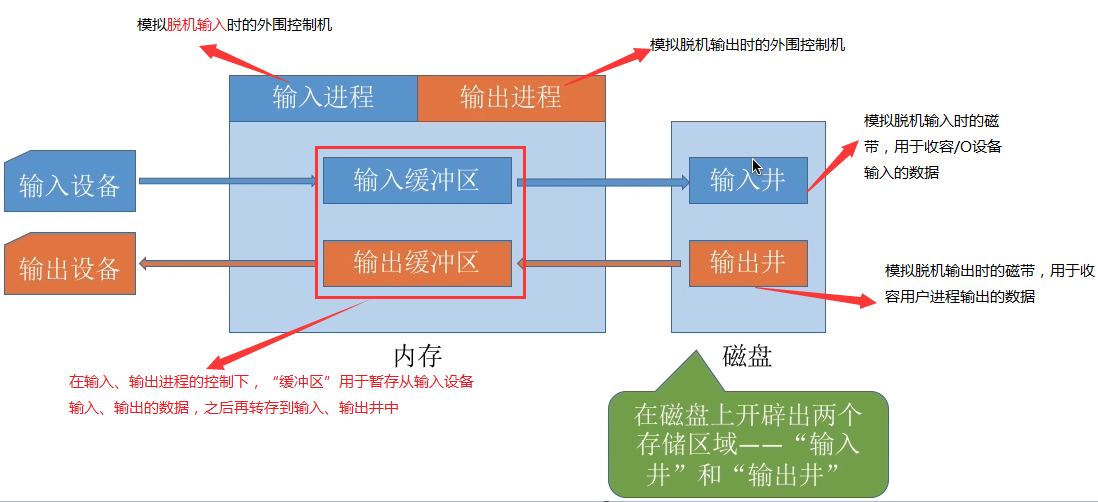 模拟脱机输入时的外围控制机
模拟脱机输出时的外围控制机
输入进程
输出进程
模拟脱机输入时的磁
带，用于收容/O设备
输入的数据
输入设备
输入缓冲区
输入井
输出设备
输出缓冲区
输出井
模拟脱机输出时的磁带，用于收
容用户进程输出的数据
内存
磁盘
在输入、输出进程的控制下，“缓冲区”用于暂存从输入设备
输入、输出的数据，之后再转存到输入、输出井中
在磁盘上开辟出两个
存储区域——“输入
井”和“输出井”